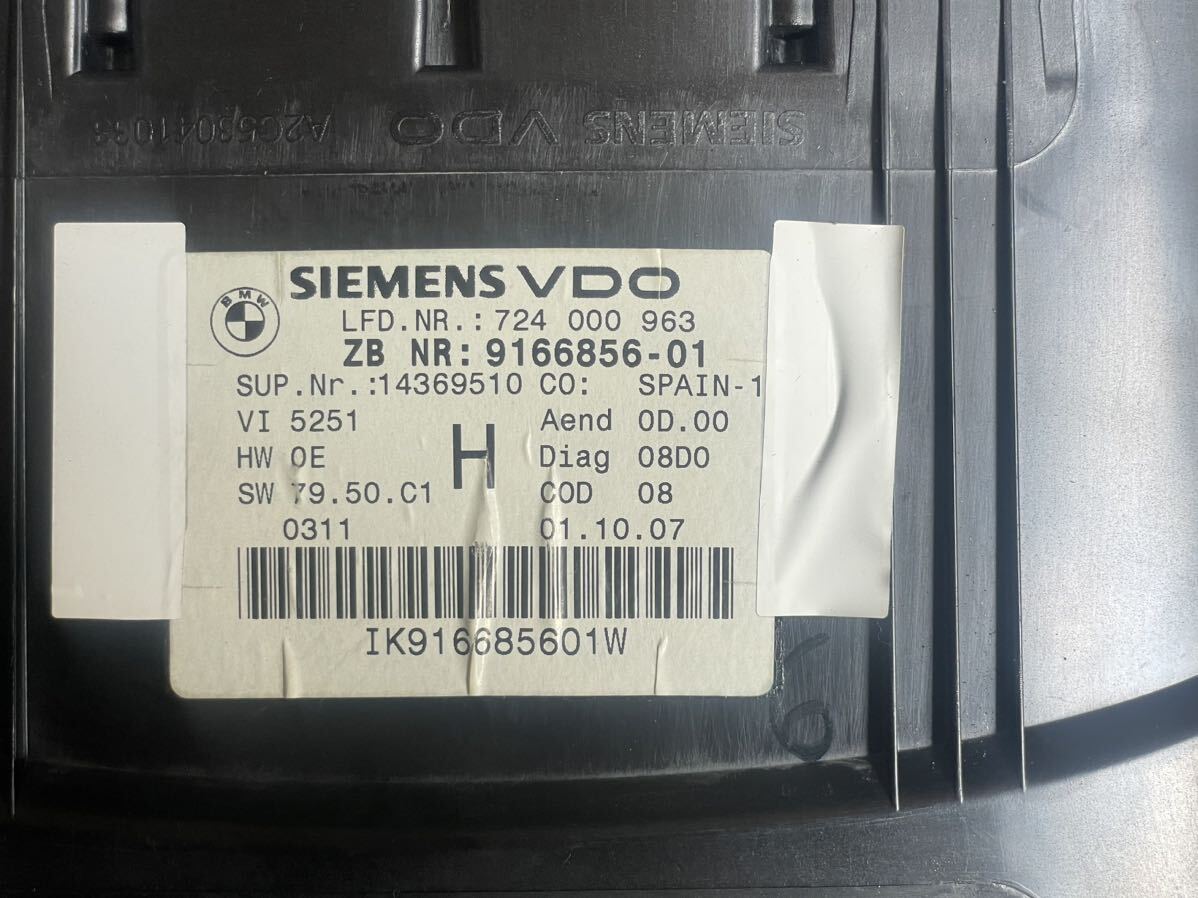 SIEMENS VDO A2C53041033
BMW
SIEMENS VDO
LFD.NR.: 724 000 963
ZB NR: 9166856-01
SUP.Nr.:14369510 CO: SPAIN-1
VI 5251 Aend 0D.00
HW 0E H Diag 08D0
SW 79.50.C1 COD 08
0311 01.10.07
IK916685601W